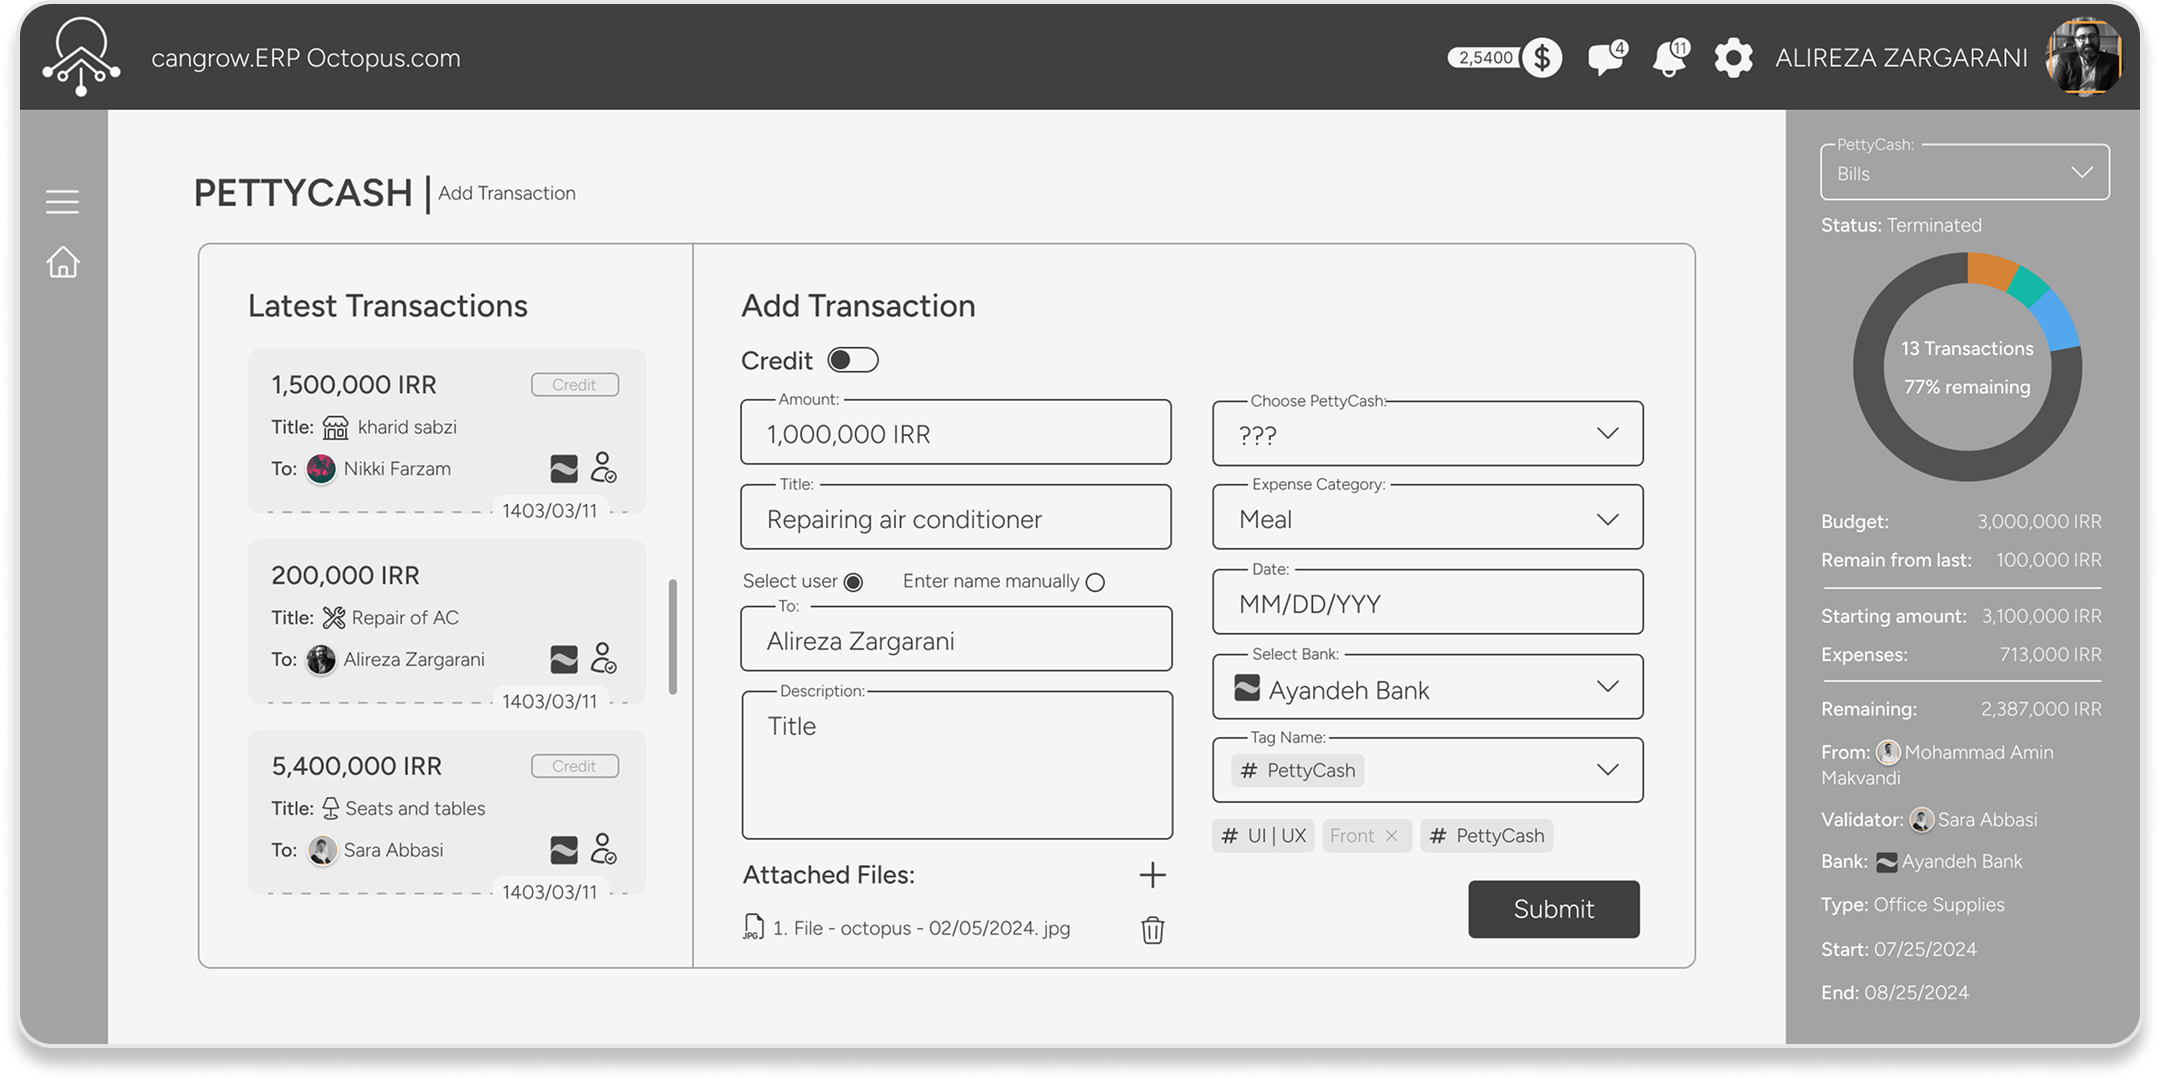 cangrow.ERP Octopus.com
2,5400 $
4
11
ALIREZA ZARGARANI
PETTYCASH | Add Transaction
Latest Transactions
1,500,000 IRR
Credit
Title: kharid sabzi
To: Nikki Farzam
1403/03/11
200,000 IRR
Title: Repair of AC
To: Alireza Zargarani
1403/03/11
5,400,000 IRR
Credit
Title: Seats and tables
To: Sara Abbasi
1403/03/11
Add Transaction
Credit
Amount:
1,000,000 IRR
Title:
Repairing air conditioner
Select user
Enter name manually
To:
Alireza Zargarani
Description:
Title
Attached Files:
JPG
1. File - octopus - 02/05/2024. jpg
Choose PettyCash:
???
Expense Category:
Meal
Date:
MM/DD/YYY
Select Bank:
Ayandeh Bank
Tag Name:
# PettyCash
# UI | UX
Front ×
# PettyCash
Submit
PettyCash:
Bills
Status: Terminated
13 Transactions
77% remaining
Budget: 3,000,000 IRR
Remain from last: 100,000 IRR
Starting amount: 3,100,000 IRR
Expenses: 713,000 IRR
Remaining: 2,387,000 IRR
From: Mohammad Amin
Makvandi
Validator: Sara Abbasi
Bank: Ayandeh Bank
Type: Office Supplies
Start: 07/25/2024
End: 08/25/2024